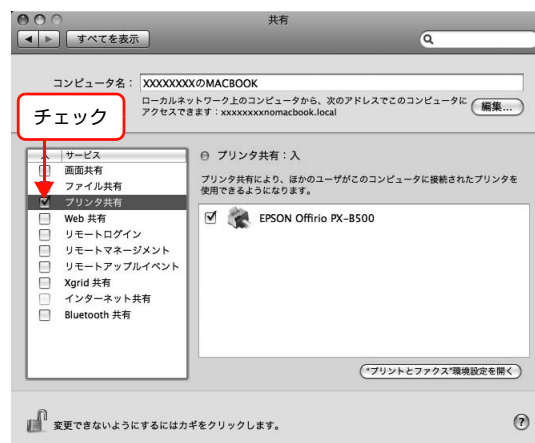 共有
すべてを表示
コンピュータ名： XXXXXXXXのMACBOOK
ローカルネットワーク上のコンピュータから、次のアドレスでこのコンピュータに
アクセスできます：xxxxxxxxnomacbook.local
編集...
チェック
入 サービス
画面共有
ファイル共有
プリンタ共有
Web 共有
リモートログイン
リモートマネージメント
リモートアップルイベント
Xgrid 共有
インターネット共有
Bluetooth 共有
プリンタ共有：入
プリンタ共有により、ほかのユーザがこのコンピュータに接続されたプリンタを
使用できるようになります。
EPSON Offirio PX-B500
"プリントとファクス"環境設定を開く
変更できないようにするにはカギをクリックします。
?